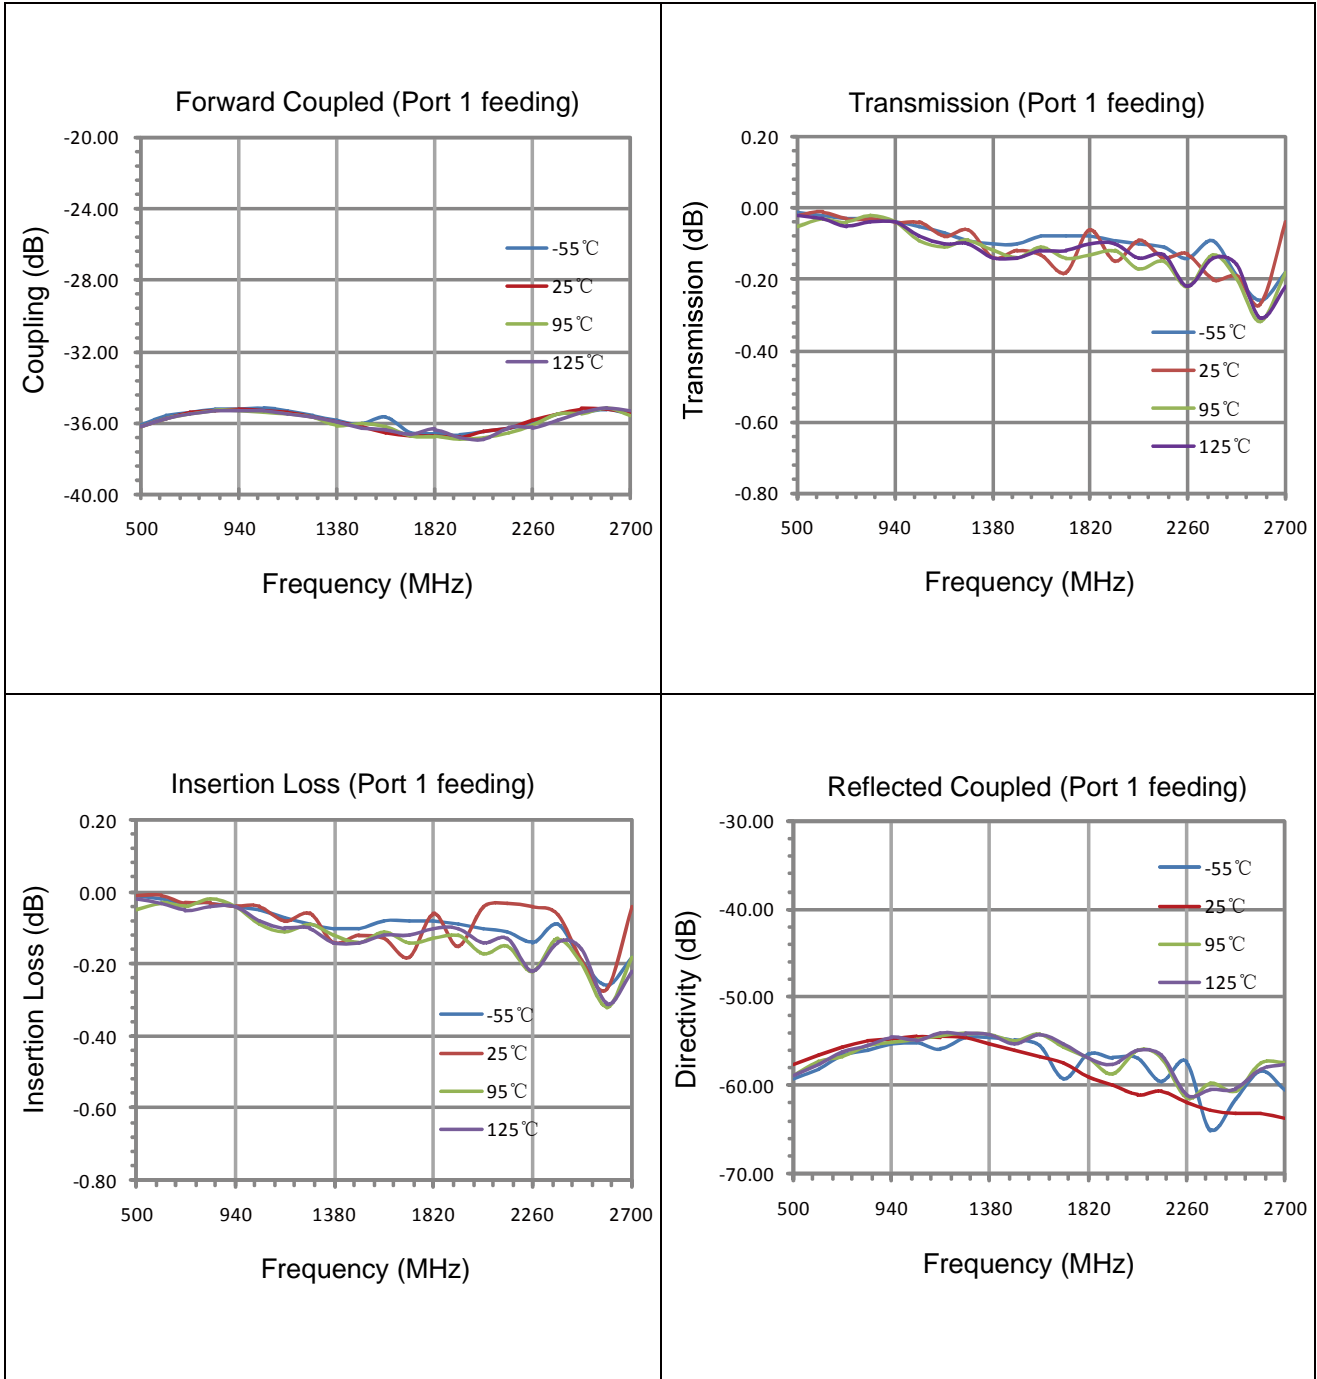 Forward Coupled (Port 1 feeding)
Coupling (dB)
-20.00
-24.00
-28.00
-32.00
-36.00
-40.00
-55℃
25℃
95℃
125℃
500 940 1380 1820 2260 2700
Frequency (MHz)
Transmission (Port 1 feeding)
Transmission (dB)
0.20
0.00
-0.20
-0.40
-0.60
-0.80
-55℃
25℃
95℃
125℃
500 940 1380 1820 2260 2700
Frequency (MHz)
Insertion Loss (Port 1 feeding)
Insertion Loss (dB)
0.20
0.00
-0.20
-0.40
-0.60
-0.80
-55℃
25℃
95℃
125℃
500 940 1380 1820 2260 2700
Frequency (MHz)
Reflected Coupled (Port 1 feeding)
Directivity (dB)
-30.00
-40.00
-50.00
-60.00
-70.00
-55℃
25℃
95℃
125℃
500 940 1380 1820 2260 2700
Frequency (MHz)